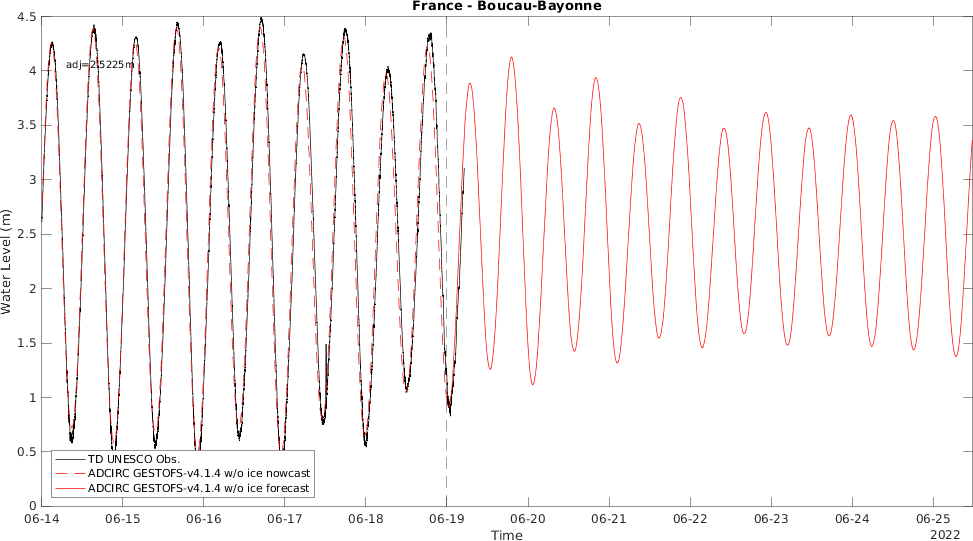 France - Boucau-Bayonne
4.5
adj=2.5225m
4
3.5
3
2.5
2
1.5
1
0.5
0
Water Level (m)
TD UNESCO Obs.
ADCIRC GESTOFS-v4.1.4 w/o ice nowcast
ADCIRC GESTOFS-v4.1.4 w/o ice forecast
06-14 06-15 06-16 06-17 06-18 06-19 06-20 06-21 06-22 06-23 06-24 06-25
2022
Time